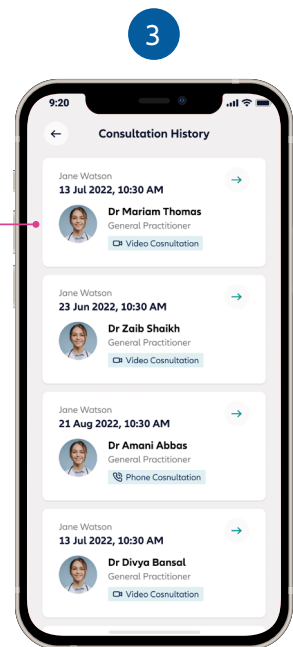 3
9:20
Consultation History
Jane Watson
13 Jul 2022, 10:30 AM
Dr Mariam Thomas
General Practitioner
Video Cosnultation
Jane Watson
23 Jun 2022, 10:30 AM
Dr Zaib Shaikh
General Practitioner
Video Cosnultation
Jane Watson
21 Aug 2022, 10:30 AM
Dr Amani Abbas
General Practitioner
Phone Cosnultation
Jane Watson
13 Jul 2022, 10:30 AM
Dr Divya Bansal
General Practitioner
Video Cosnultation